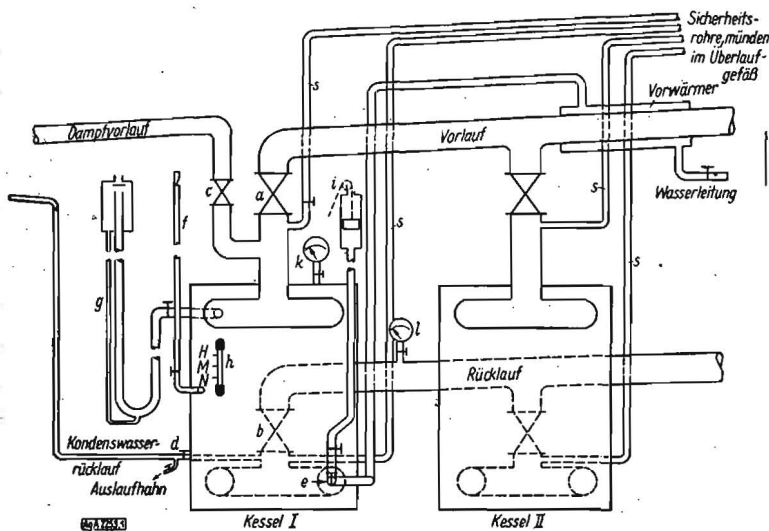 Sicherheits-
rohre, münden
im Überlauf-
gefäß
Vorwärmer
Dampfvorlauf
Vorlauf
Wasserleitung
s
c
a
i
f
s
s
s
k
g
l
H
M
N
h
Rücklauf
b
Kondenswasser-
rücklauf
d
Auslaufhahn
e
Kessel I
Kessel II